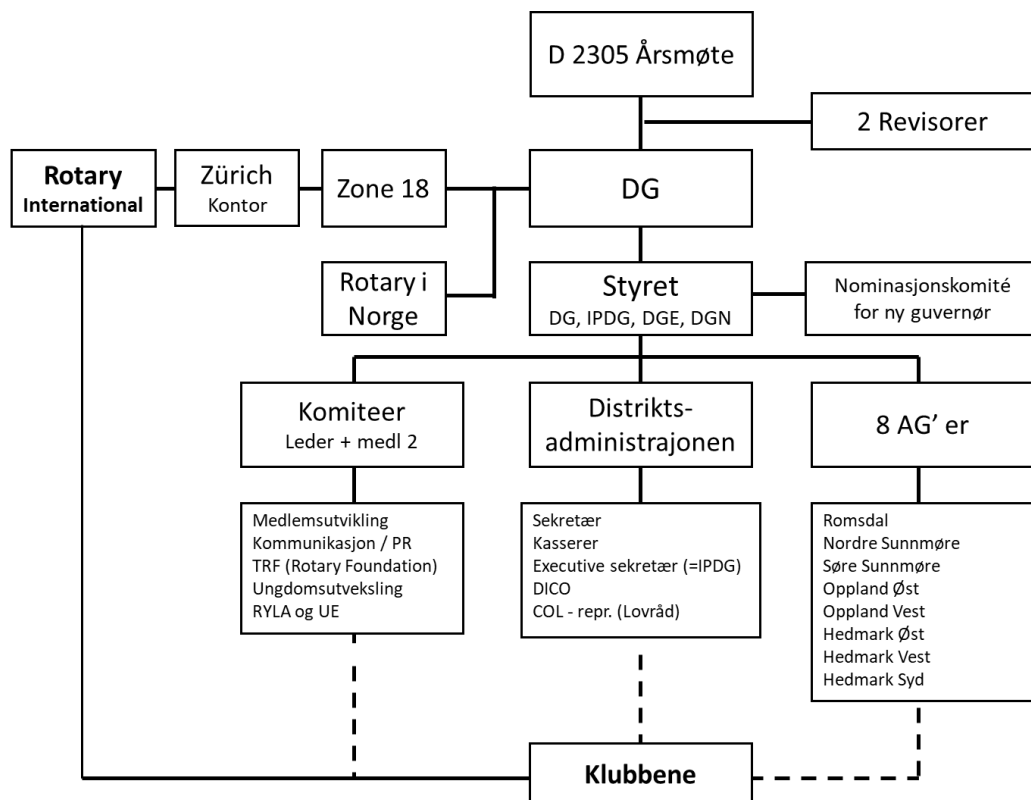 D 2305 Årsmøte
2 Revisorer
Rotary
International
Zürich
Kontor
Zone 18
DG
Rotary i
Norge
Styret
DG, IPDG, DGE, DGN
Nominasjonskomité
for ny guvernør
Komiteer
Leder + medl 2
Distrikts-
administrajonen
8 AG' er
Medlemsutvikling
Kommunikasjon / PR
TRF (Rotary Foundation)
Ungdomsutveksling
RYLA og UE
Sekretær
Kasserer
Executive sekretær (=IPDG)
DICO
COL - repr. (Lovråd)
Romsdal
Nordre Sunnmøre
Søre Sunnmøre
Oppland Øst
Oppland Vest
Hedmark Øst
Hedmark Vest
Hedmark Syd
Klubbene